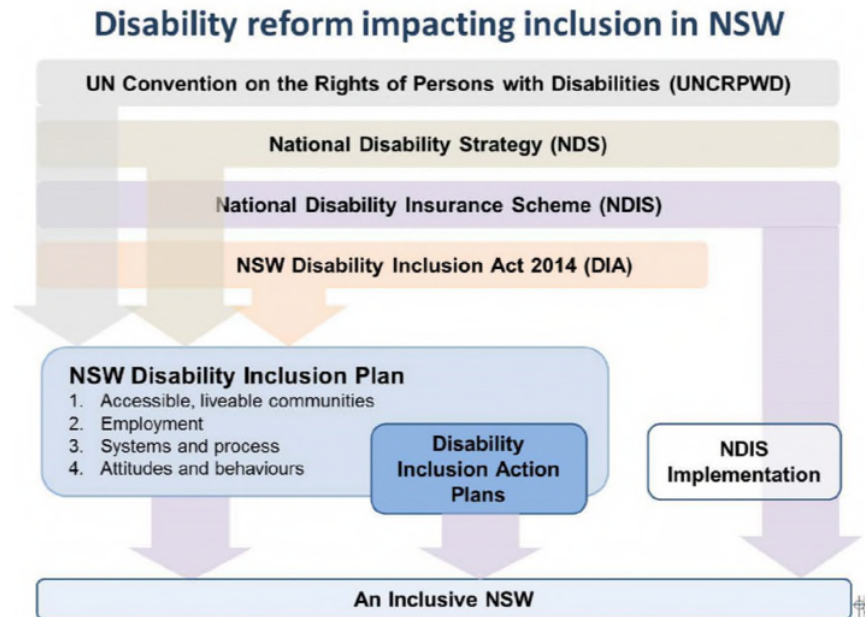 Disability reform impacting inclusion in NSW
UN Convention on the Rights of Persons with Disabilities (UNCRPWD)
National Disability Strategy (NDS)
National Disability Insurance Scheme (NDIS)
NSW Disability Inclusion Act 2014 (DIA)
NSW Disability Inclusion Plan
1. Accessible, liveable communities
2. Employment
3. Systems and process
4. Attitudes and behaviours
Disability
Inclusion Action
Plans
NDIS
Implementation
An Inclusive NSW